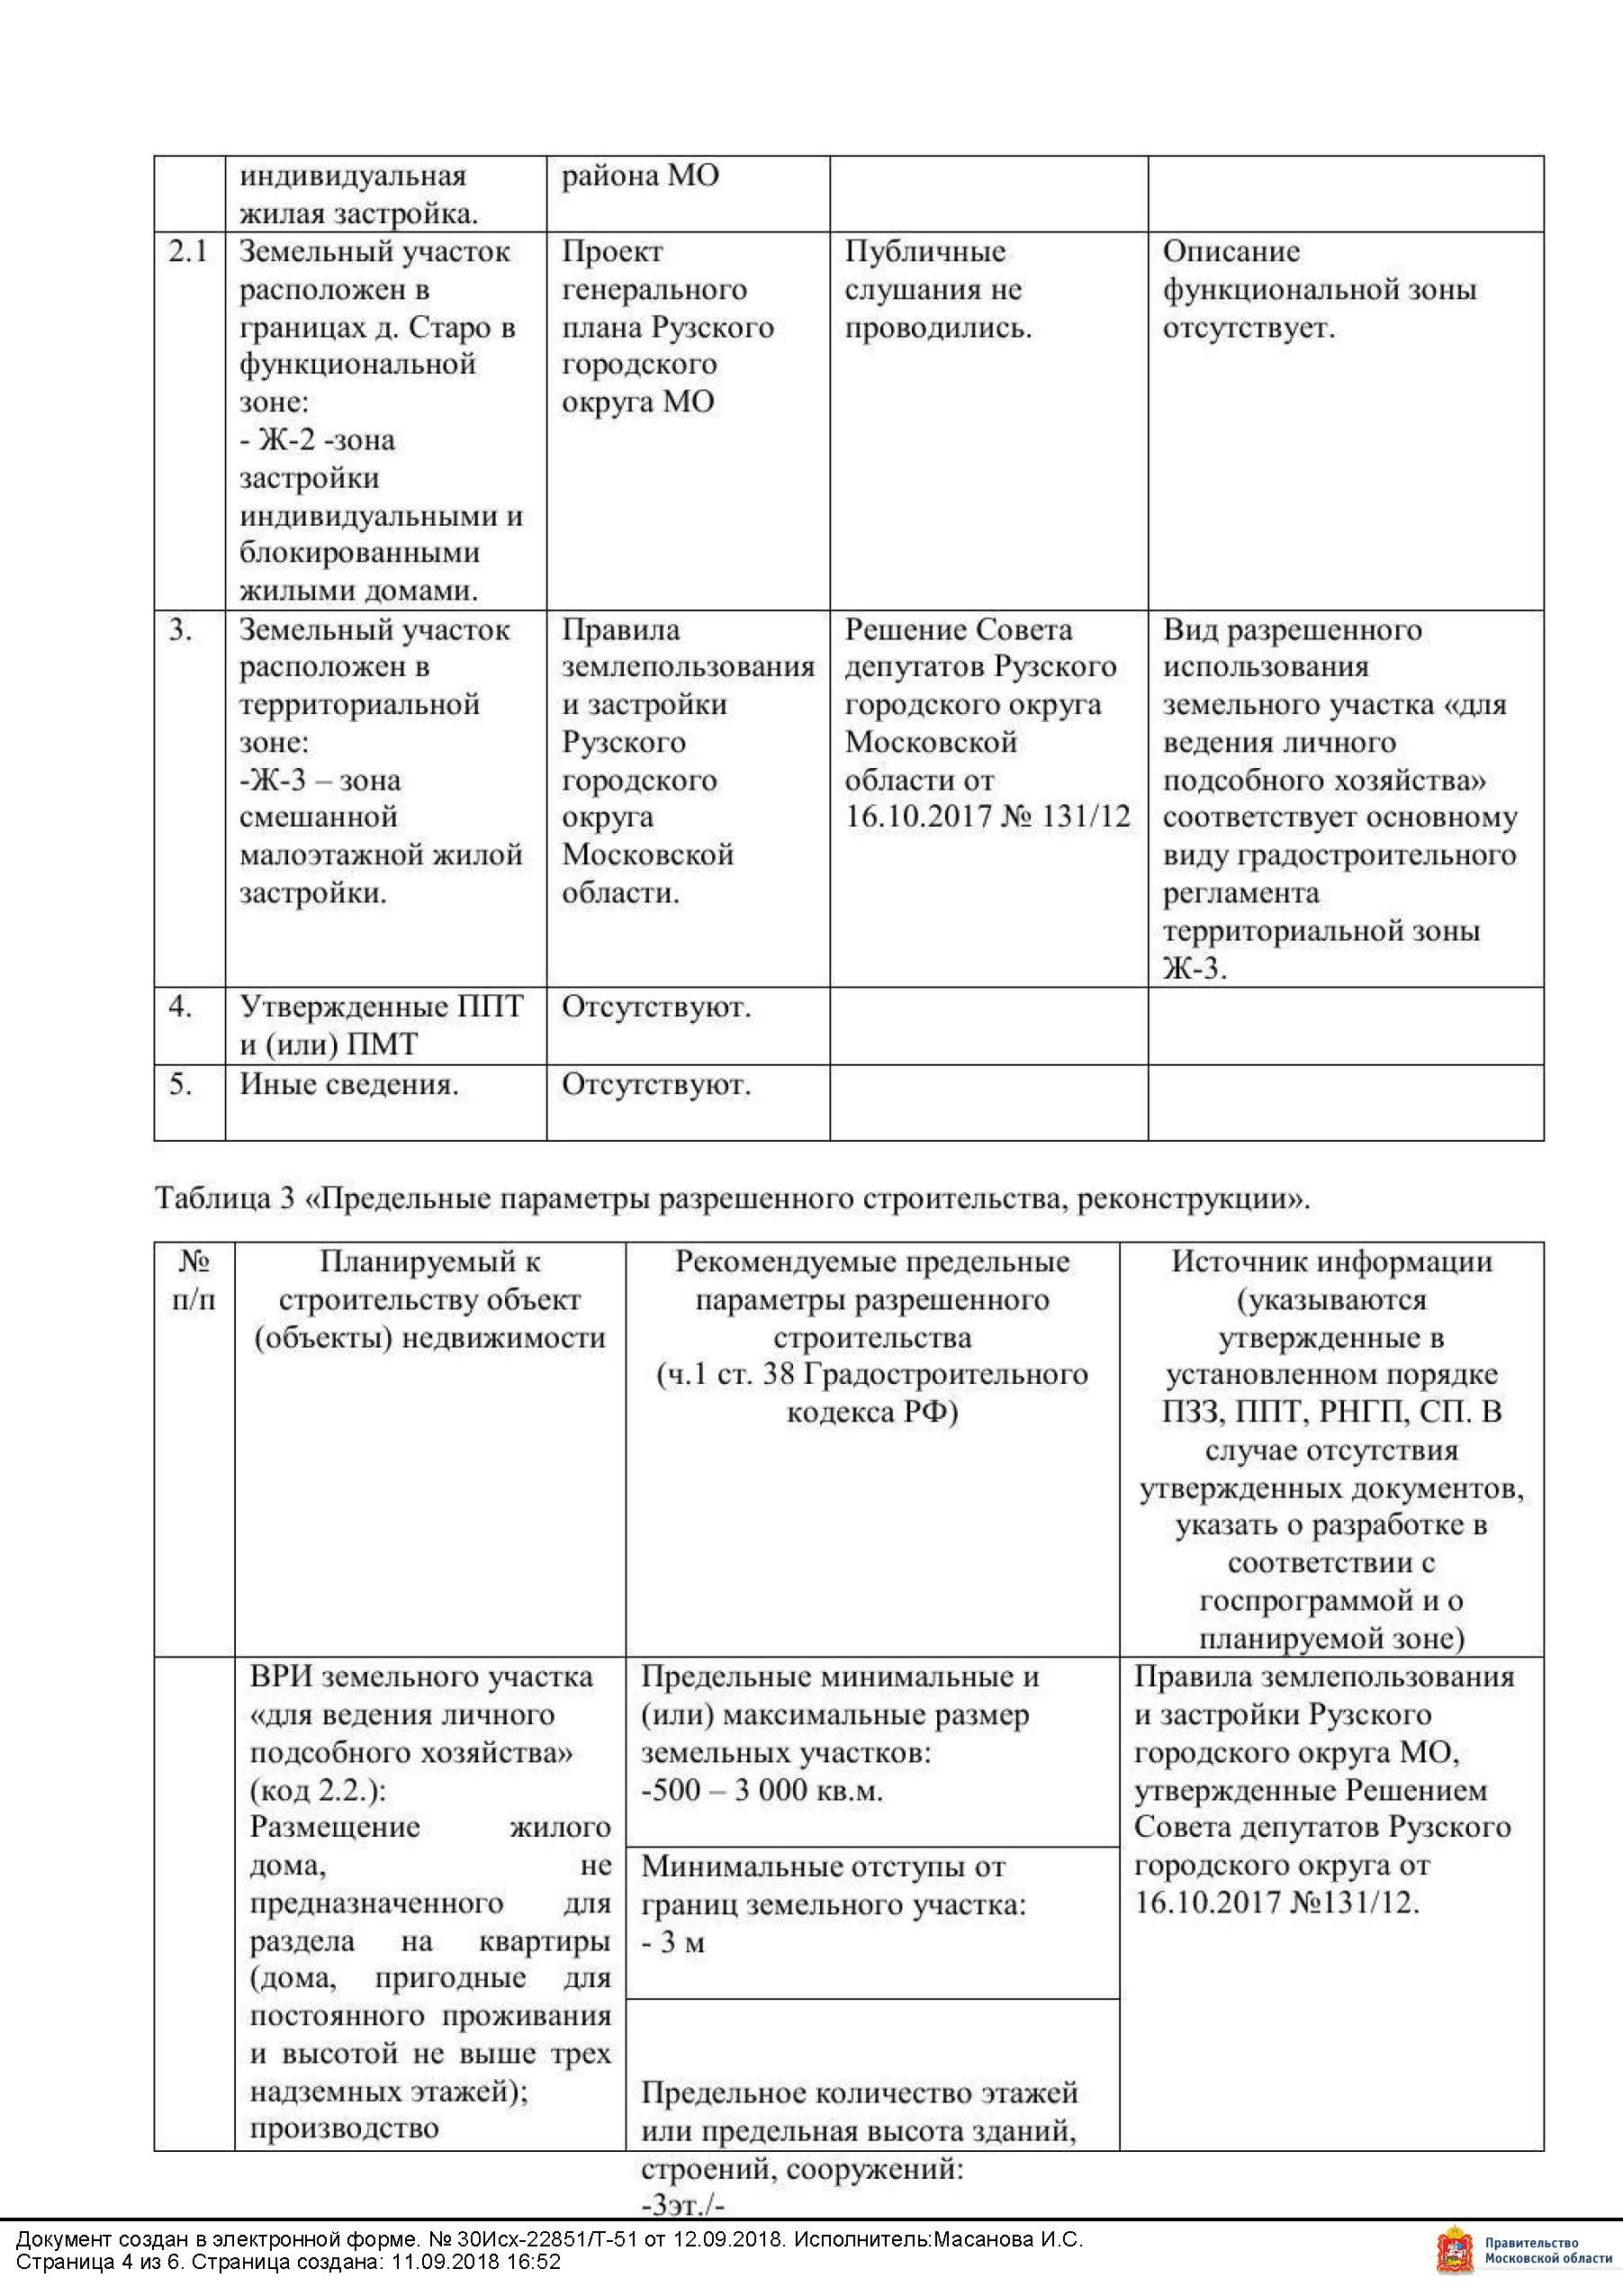 индивидуальная
жилая застройка.
района МО
2.1
Земельный участок
расположен в
границах д. Старо в
функциональной
зоне:
- Ж-2 -зона
застройки
индивидуальными и
блокированными
жилыми домами.
Проект
генерального
плана Рузского
городского
округа МО
Публичные
слушания не
проводились.
Описание
функциональной зоны
отсутствует.
3.
Земельный участок
расположен в
территориальной
зоне:
-Ж-3 – зона
смешанной
малоэтажной жилой
застройки.
Правила
землепользования
и застройки
Рузского
городского
округа
Московской
области.
Решение Совета
депутатов Рузского
городского округа
Московской
области от
16.10.2017 № 131/12
Вид разрешенного
использования
земельного участка «для
ведения личного
подсобного хозяйства»
соответствует основному
виду градостроительного
регламента
территориальной зоны
Ж-3.
4.
Утвержденные ППТ
и (или) ПМТ
Отсутствуют.
5.
Иные сведения.
Отсутствуют.
Таблица 3 «Предельные параметры разрешенного строительства, реконструкции».
№
п/п
Планируемый к
строительству объект
(объекты) недвижимости
Рекомендуемые предельные
параметры разрешенного
строительства
(ч.1 ст. 38 Градостроительного
кодекса РФ)
Источник информации
(указываются
утвержденные в
установленном порядке
ПЗЗ, ППТ, РНГП, СП. В
случае отсутствия
утвержденных документов,
указать о разработке в
соответствии с
госпрограммой и о
планируемой зоне)
ВРИ земельного участка
«для ведения личного
подсобного хозяйства»
(код 2.2.):
Размещение жилого
дома, не
предназначенного для
раздела на квартиры
(дома, пригодные для
постоянного проживания
и высотой не выше трех
надземных этажей);
производство
Предельные минимальные и
(или) максимальные размер
земельных участков:
-500 – 3 000 кв.м.
Минимальные отступы от
границ земельного участка:
- 3 м
Предельное количество этажей
или предельная высота зданий,
строений, сооружений:
-3эт./-
Правила землепользования
и застройки Рузского
городского округа МО,
утвержденные Решением
Совета депутатов Рузского
городского округа от
16.10.2017 №131/12.
Документ создан в электронной форме. № 30Исх-22851/Т-51 от 12.09.2018. Исполнитель:Масанова И.С.
Страница 4 из 6. Страница создана: 11.09.2018 16:52
Правительство
Московской области